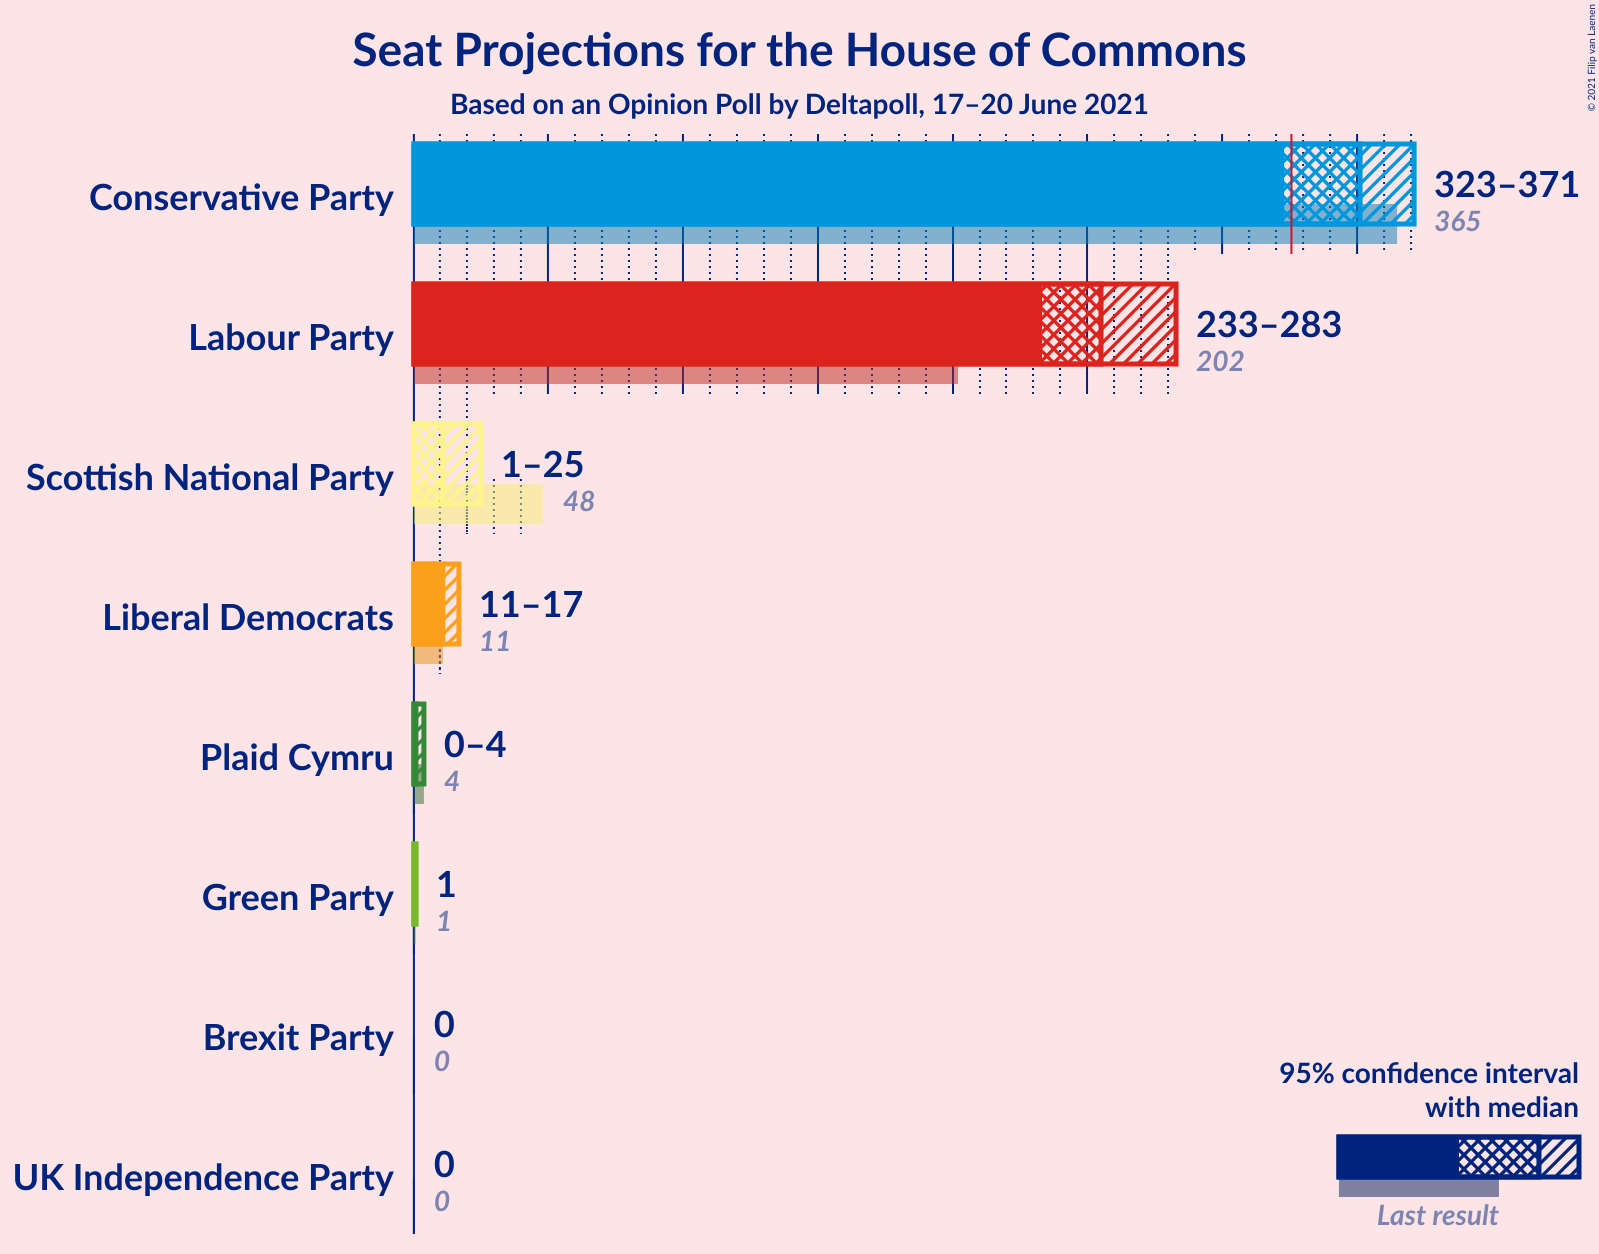 Seat Projections for the House of Commons
Based on an Opinion Poll by Deltapoll, 17–20 June 2021
© 2021 Filip van Laenen
Conservative Party
323–371
365
Labour Party
233–283
202
Scottish National Party
1–25
48
Liberal Democrats
11–17
11
Plaid Cymru
0–4
4
Green Party
1
1
Brexit Party
0
0
UK Independence Party
0
0
95% confidence interval
with median
Last result